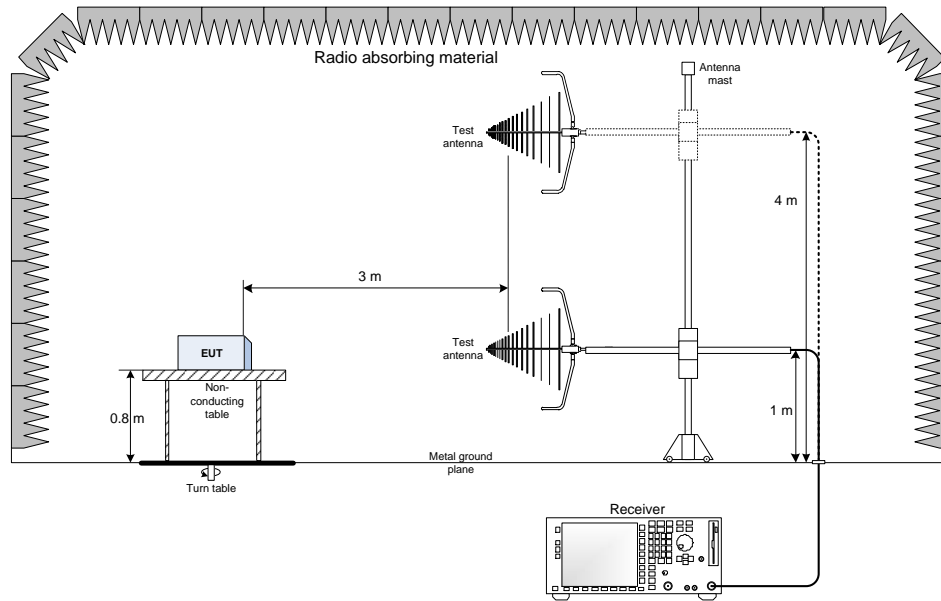 Radio absorbing material
Antenna
mast
Test
antenna
4 m
3 m
Test
antenna
EUT
Non-
conducting
table
0.8 m
1 m
Metal ground
plane
Turn table
Receiver